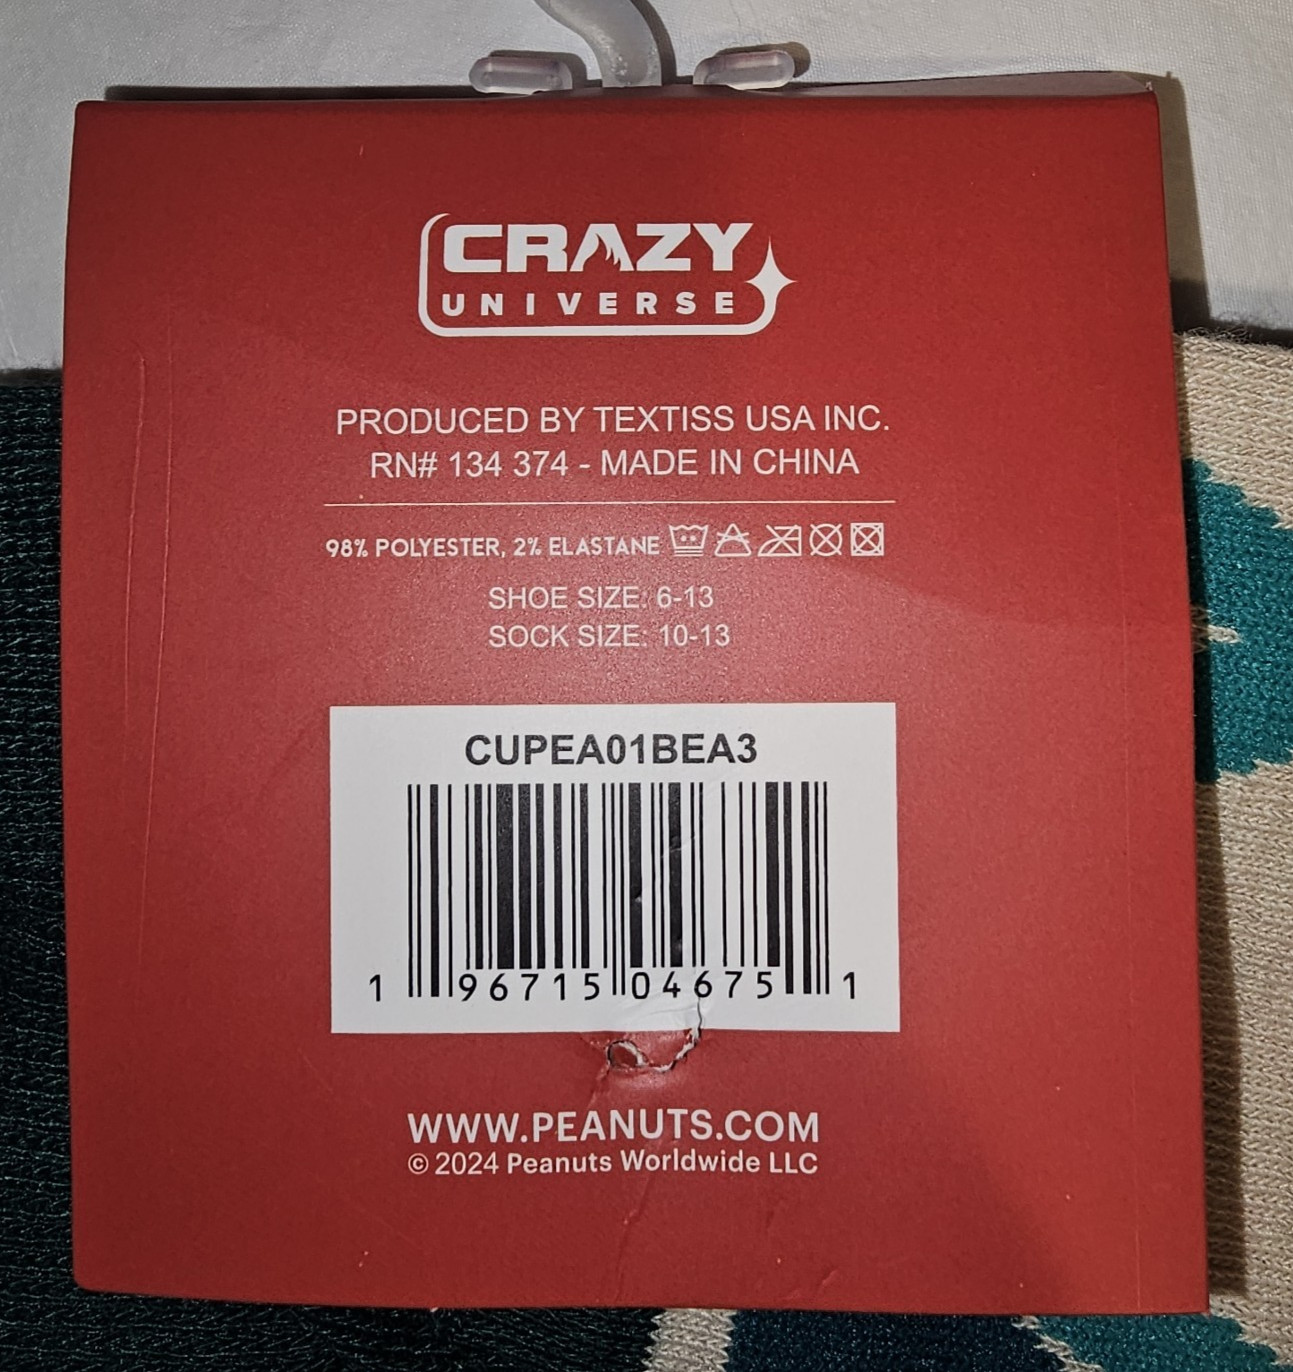 CRAZY
UNIVERSE
PRODUCED BY TEXTISS USA INC.
RN# 134 374 - MADE IN CHINA
98% POLYESTER, 2% ELASTANE
SHOE SIZE: 6-13
SOCK SIZE: 10-13
CUPEA01BEA3
1 96715 04675 1
WWW.PEANUTS.COM
© 2024 Peanuts Worldwide LLC